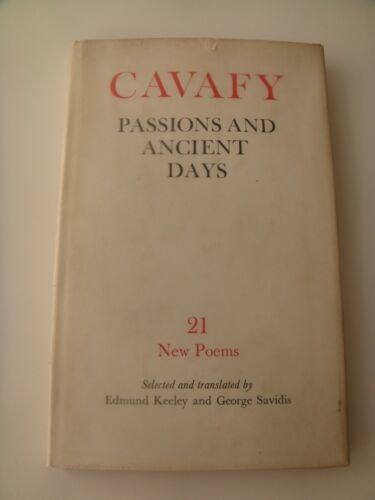 CAVAFY
PASSIONS AND
ANCIENT
DAYS
21
New Poems
Selected and translated by
Edmund Keeley and George Savidis